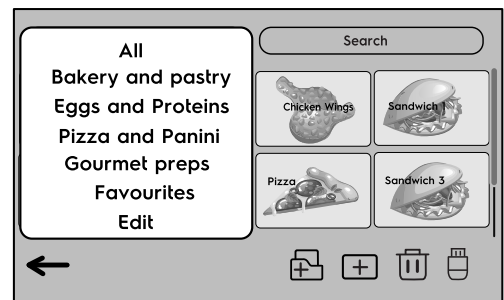 All
Bakery and pastry
Eggs and Proteins
Pizza and Panini
Gourmet preps
Favourites
Edit
Search
Chicken Wings
Sandwich 1
Pizza
Sandwich 3